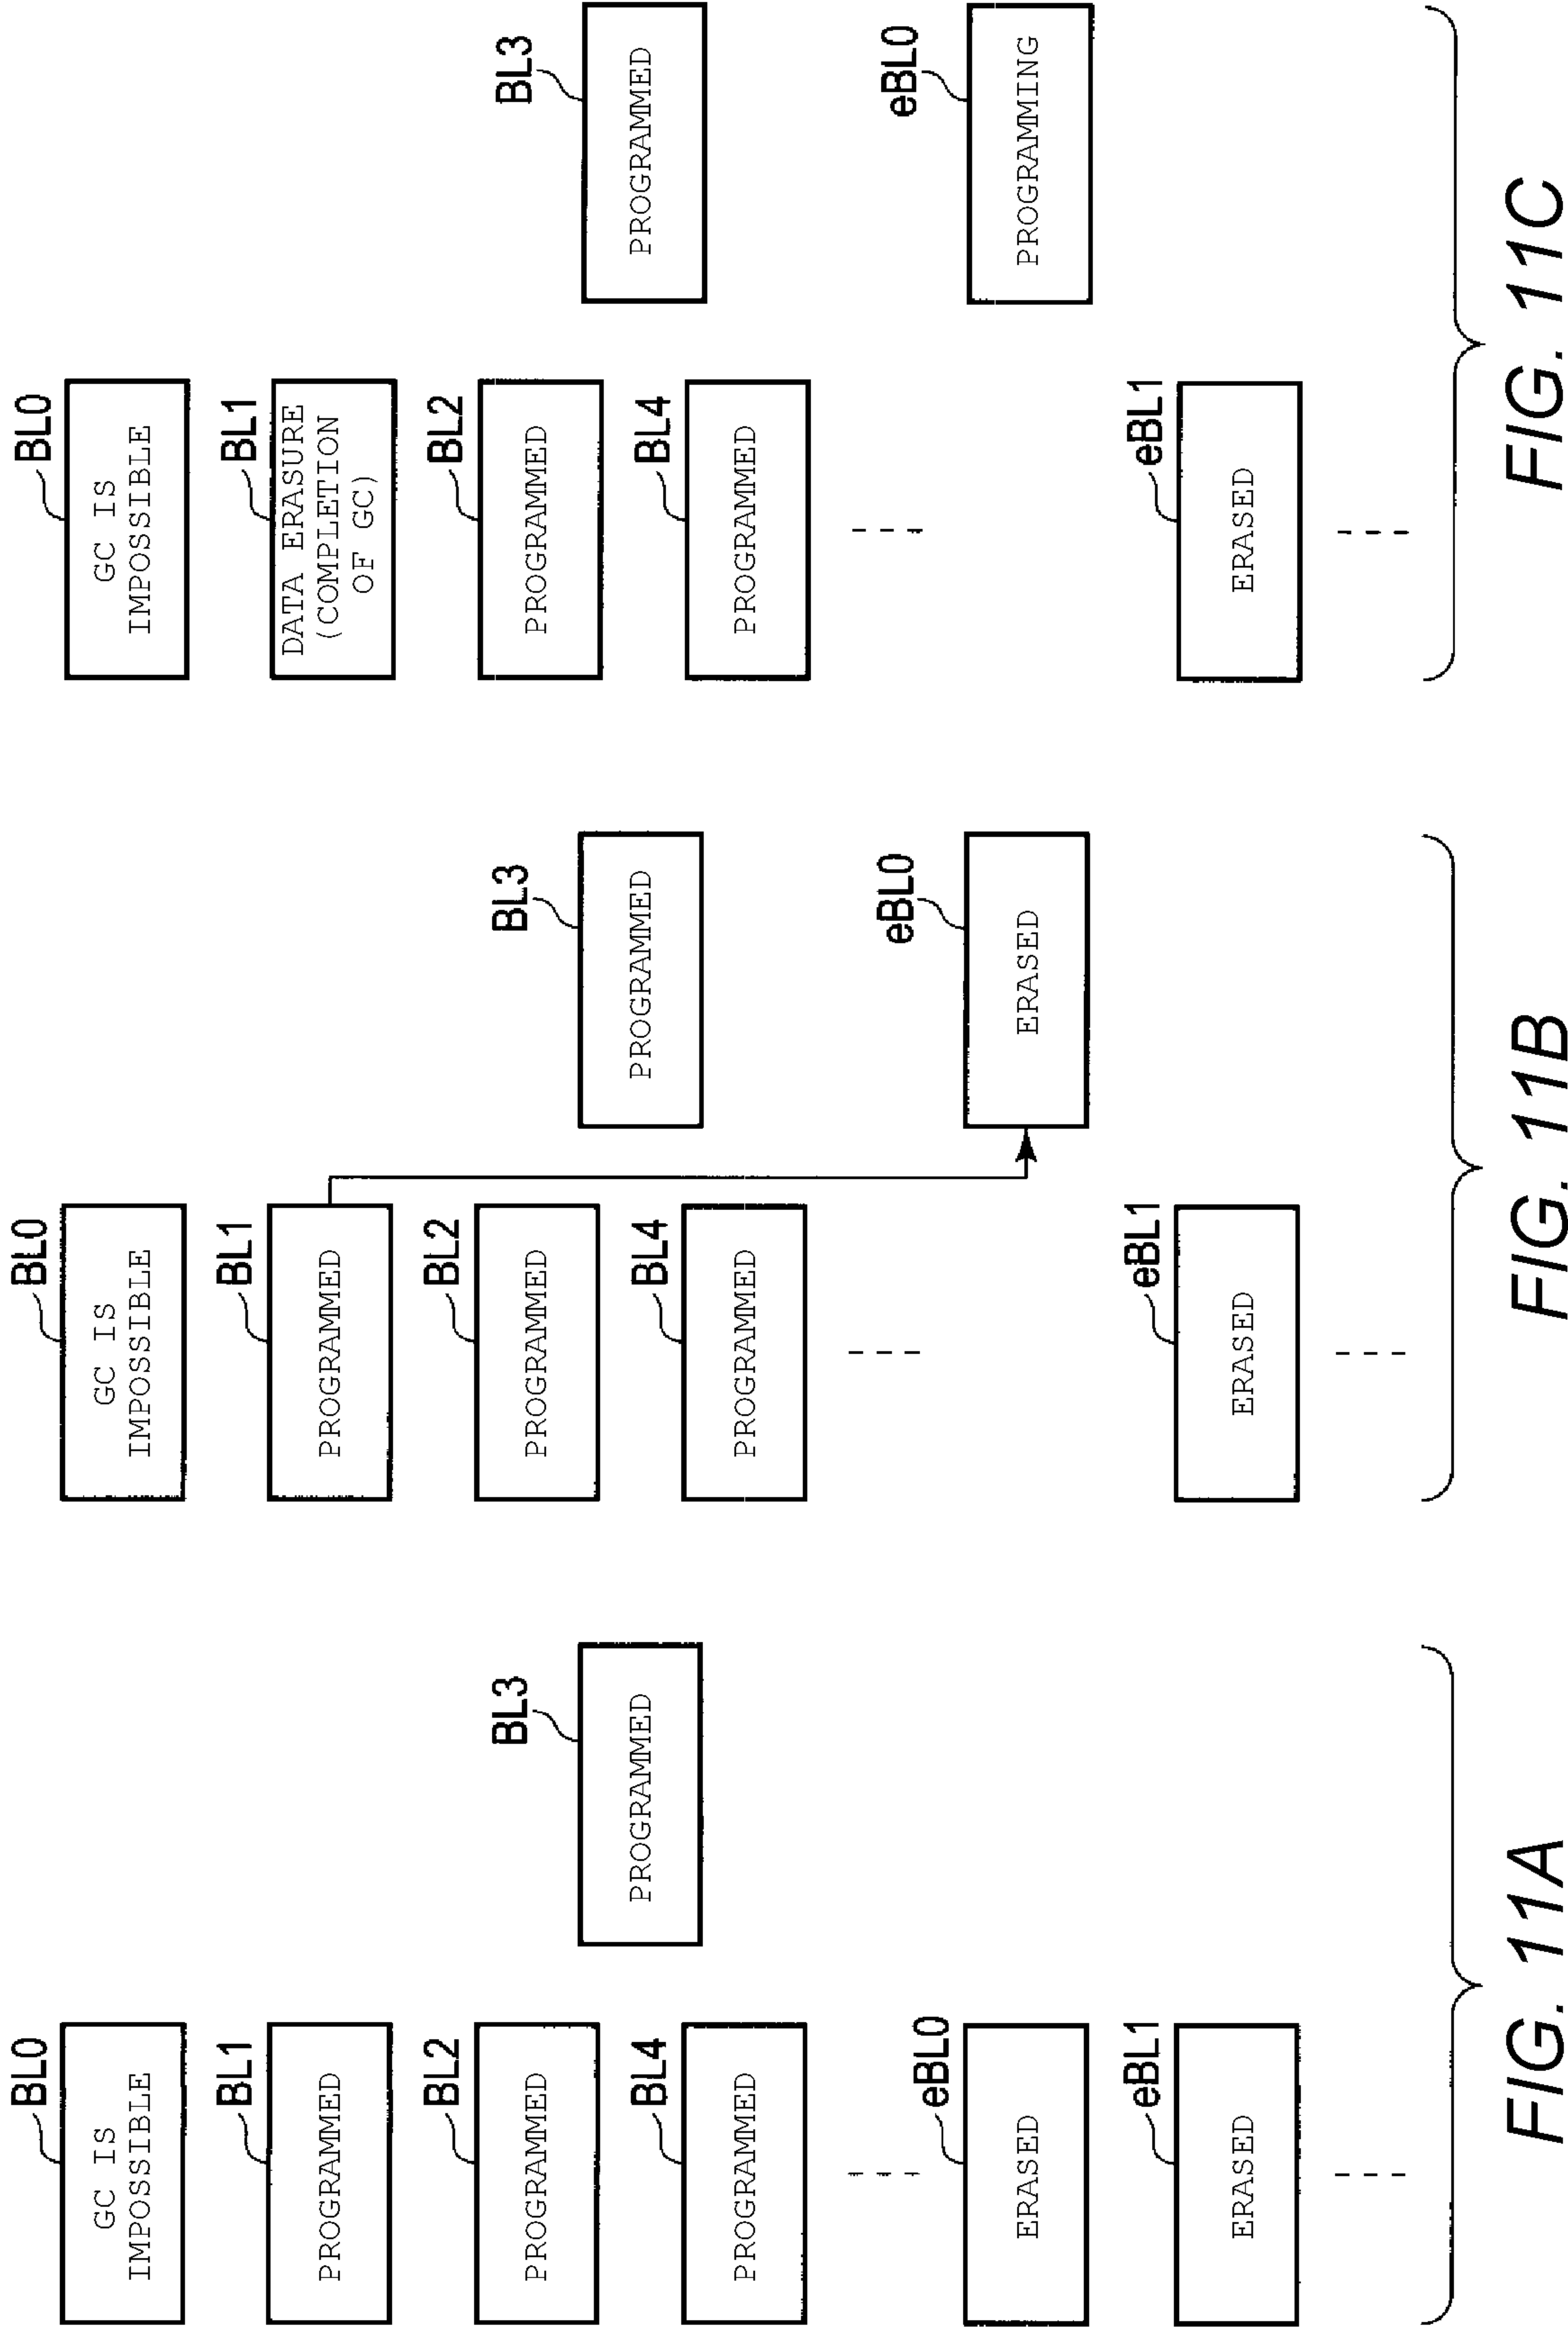 BL0
GC IS
IMPOSSIBLE
BL1
PROGRAMMED
BL2
PROGRAMMED
BL3
PROGRAMMED
BL4
PROGRAMMED
eBL0
ERASED
eBL1
ERASED
FIG. 11A
BL0
GC IS
IMPOSSIBLE
BL1
PROGRAMMED
BL2
PROGRAMMED
BL3
PROGRAMMED
BL4
PROGRAMMED
eBL0
ERASED
eBL1
ERASED
FIG. 11B
BL0
GC IS
IMPOSSIBLE
BL1
DATA ERASURE
(COMPLETION
OF GC)
BL2
PROGRAMMED
BL3
PROGRAMMED
BL4
PROGRAMMED
eBL0
PROGRAMMING
eBL1
ERASED
FIG. 11C